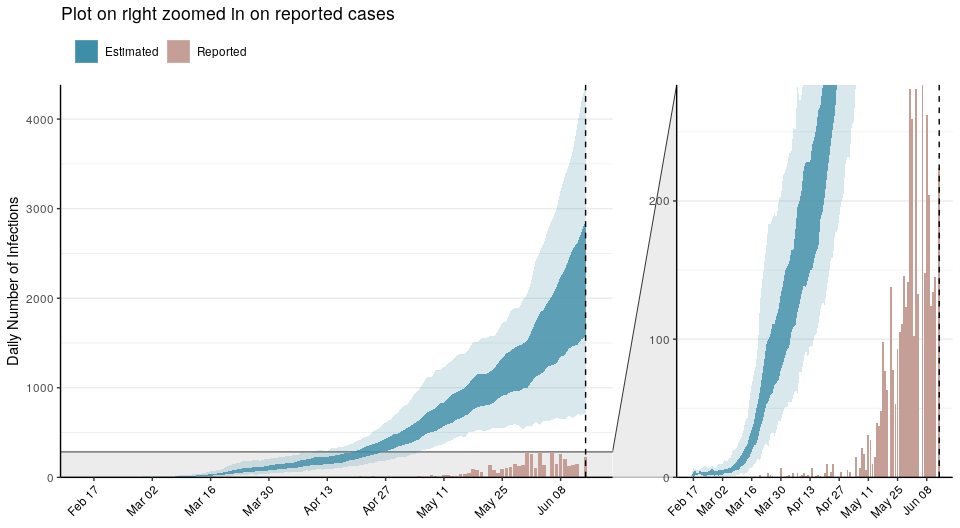 Plot on right zoomed in on reported cases
Estimated Reported
Daily Number of Infections
4000
3000
2000
1000
0
Feb 17 Mar 02 Mar 16 Mar 30 Apr 13 Apr 27 May 11 May 25 Jun 08
200
100
0
Feb 17 Mar 02 Mar 16 Mar 30 Apr 13 Apr 27 May 11 May 25 Jun 08